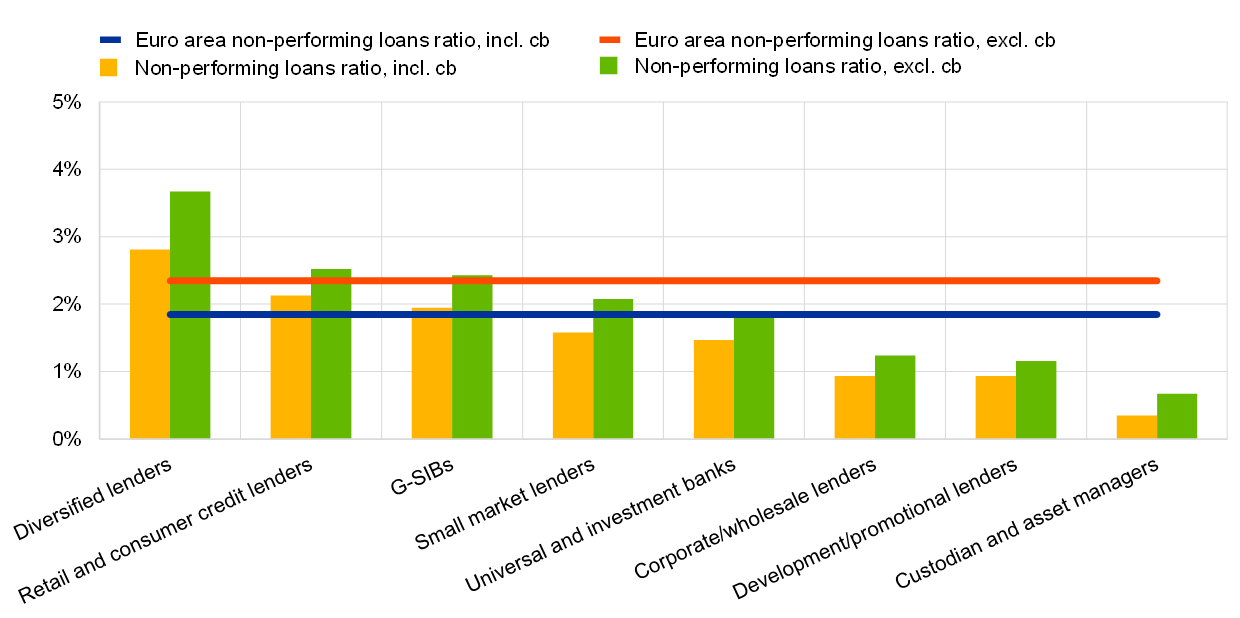 Euro area non-performing loans ratio, incl. cb
Euro area non-performing loans ratio, excl. cb
Non-performing loans ratio, incl. cb
Non-performing loans ratio, excl. cb
5%
4%
3%
2%
1%
0%
Diversified lenders
Retail and consumer credit lenders
G-SIBs
Small market lenders
Universal and investment banks
Corporate/wholesale lenders
Development/promotional lenders
Custodian and asset managers